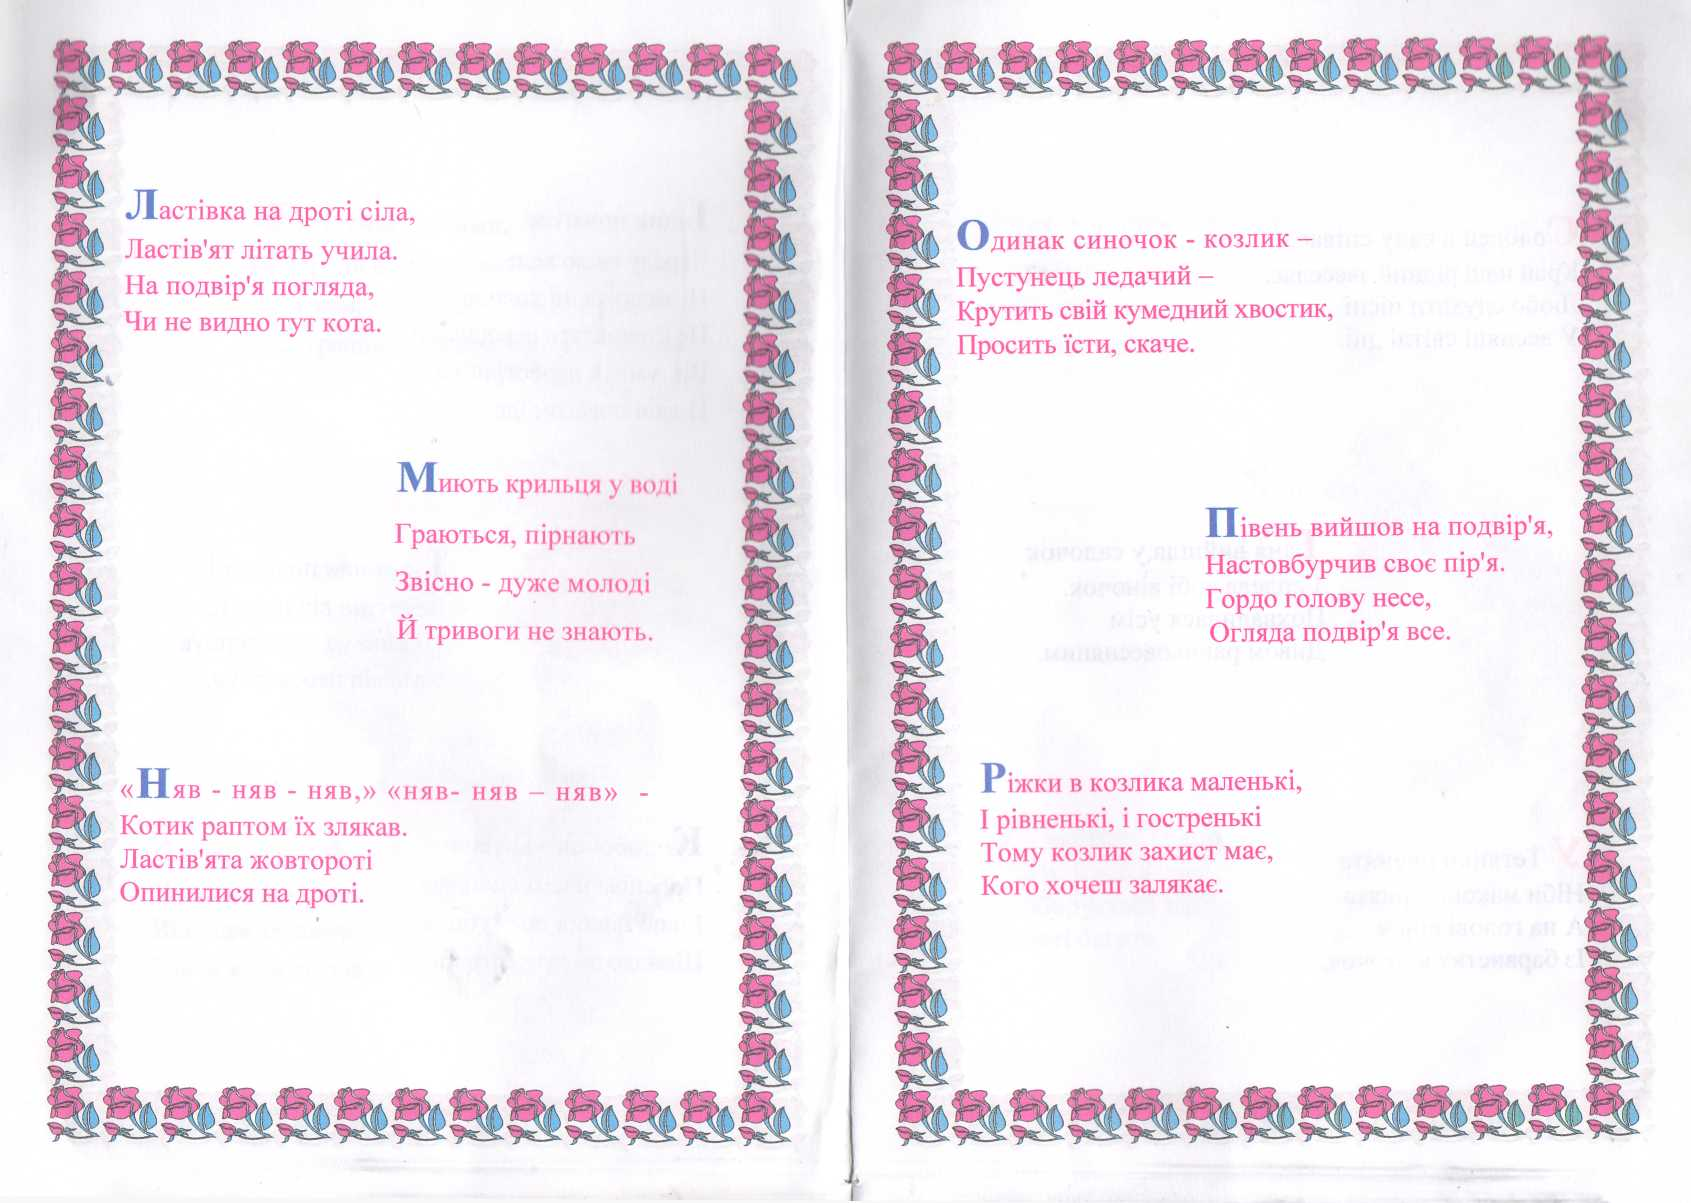 Ластівка на дроті сіла,
Ластів'ят літать учила.
На подвір'я погляда,
Чи не видно тут кота.
Миють крильця у воді
Граються, пірнають
Звісно - дуже молоді
Й тривоги не знають.
«Няв - няв - няв,» «няв- няв – няв» -
Котик раптом їх злякав.
Ластів'ята жовтороті
Опинилися на дроті.
Одинак синочок - козлик –
Пустунець ледачий –
Крутить свій кумедний хвостик,
Просить їсти, скаче.
Півень вийшов на подвір'я,
Настовбурчив своє пір'я.
Гордо голову несе,
Огляда подвір'я все.
Ріжки в козлика маленькі,
І рівненькі, і гостренькі
Тому козлик захист має,
Кого хочеш залякає.